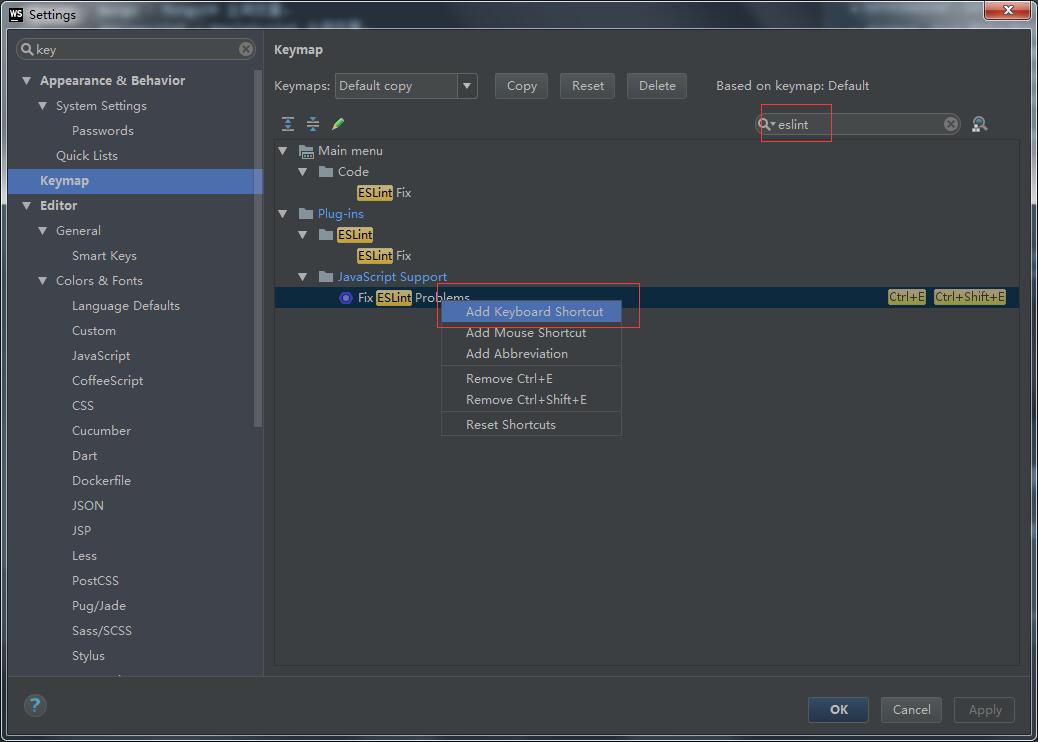 WS Settings
key
Appearance & Behavior
System Settings
Passwords
Quick Lists
Keymap
Editor
General
Smart Keys
Colors & Fonts
Language Defaults
Custom
JavaScript
CoffeeScript
CSS
Cucumber
Dart
Dockerfile
JSON
JSP
Less
PostCSS
Pug/Jade
Sass/SCSS
Stylus
Keymap
Keymaps: Default copy Copy Reset Delete Based on keymap: Default
eslint
Main menu
Code
ESLint Fix
Plug-ins
ESLint
ESLint Fix
JavaScript Support
Fix ESLint Problems Ctrl+E Ctrl+Shift+E
Add Keyboard Shortcut
Add Mouse Shortcut
Add Abbreviation
Remove Ctrl+E
Remove Ctrl+Shift+E
Reset Shortcuts
?
OK Cancel Apply